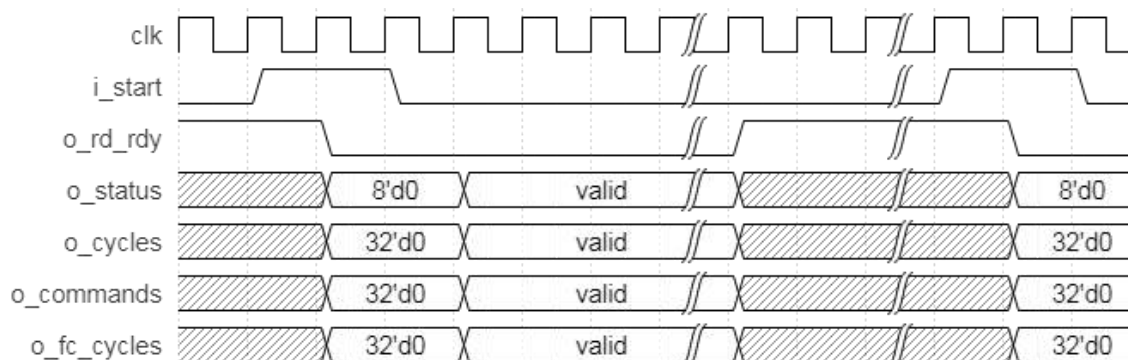 clk
i_start
o_rd_rdy
o_status 8'd0 valid 8'd0
o_cycles 32'd0 valid 32'd0
o_commands 32'd0 valid 32'd0
o_fc_cycles 32'd0 valid 32'd0